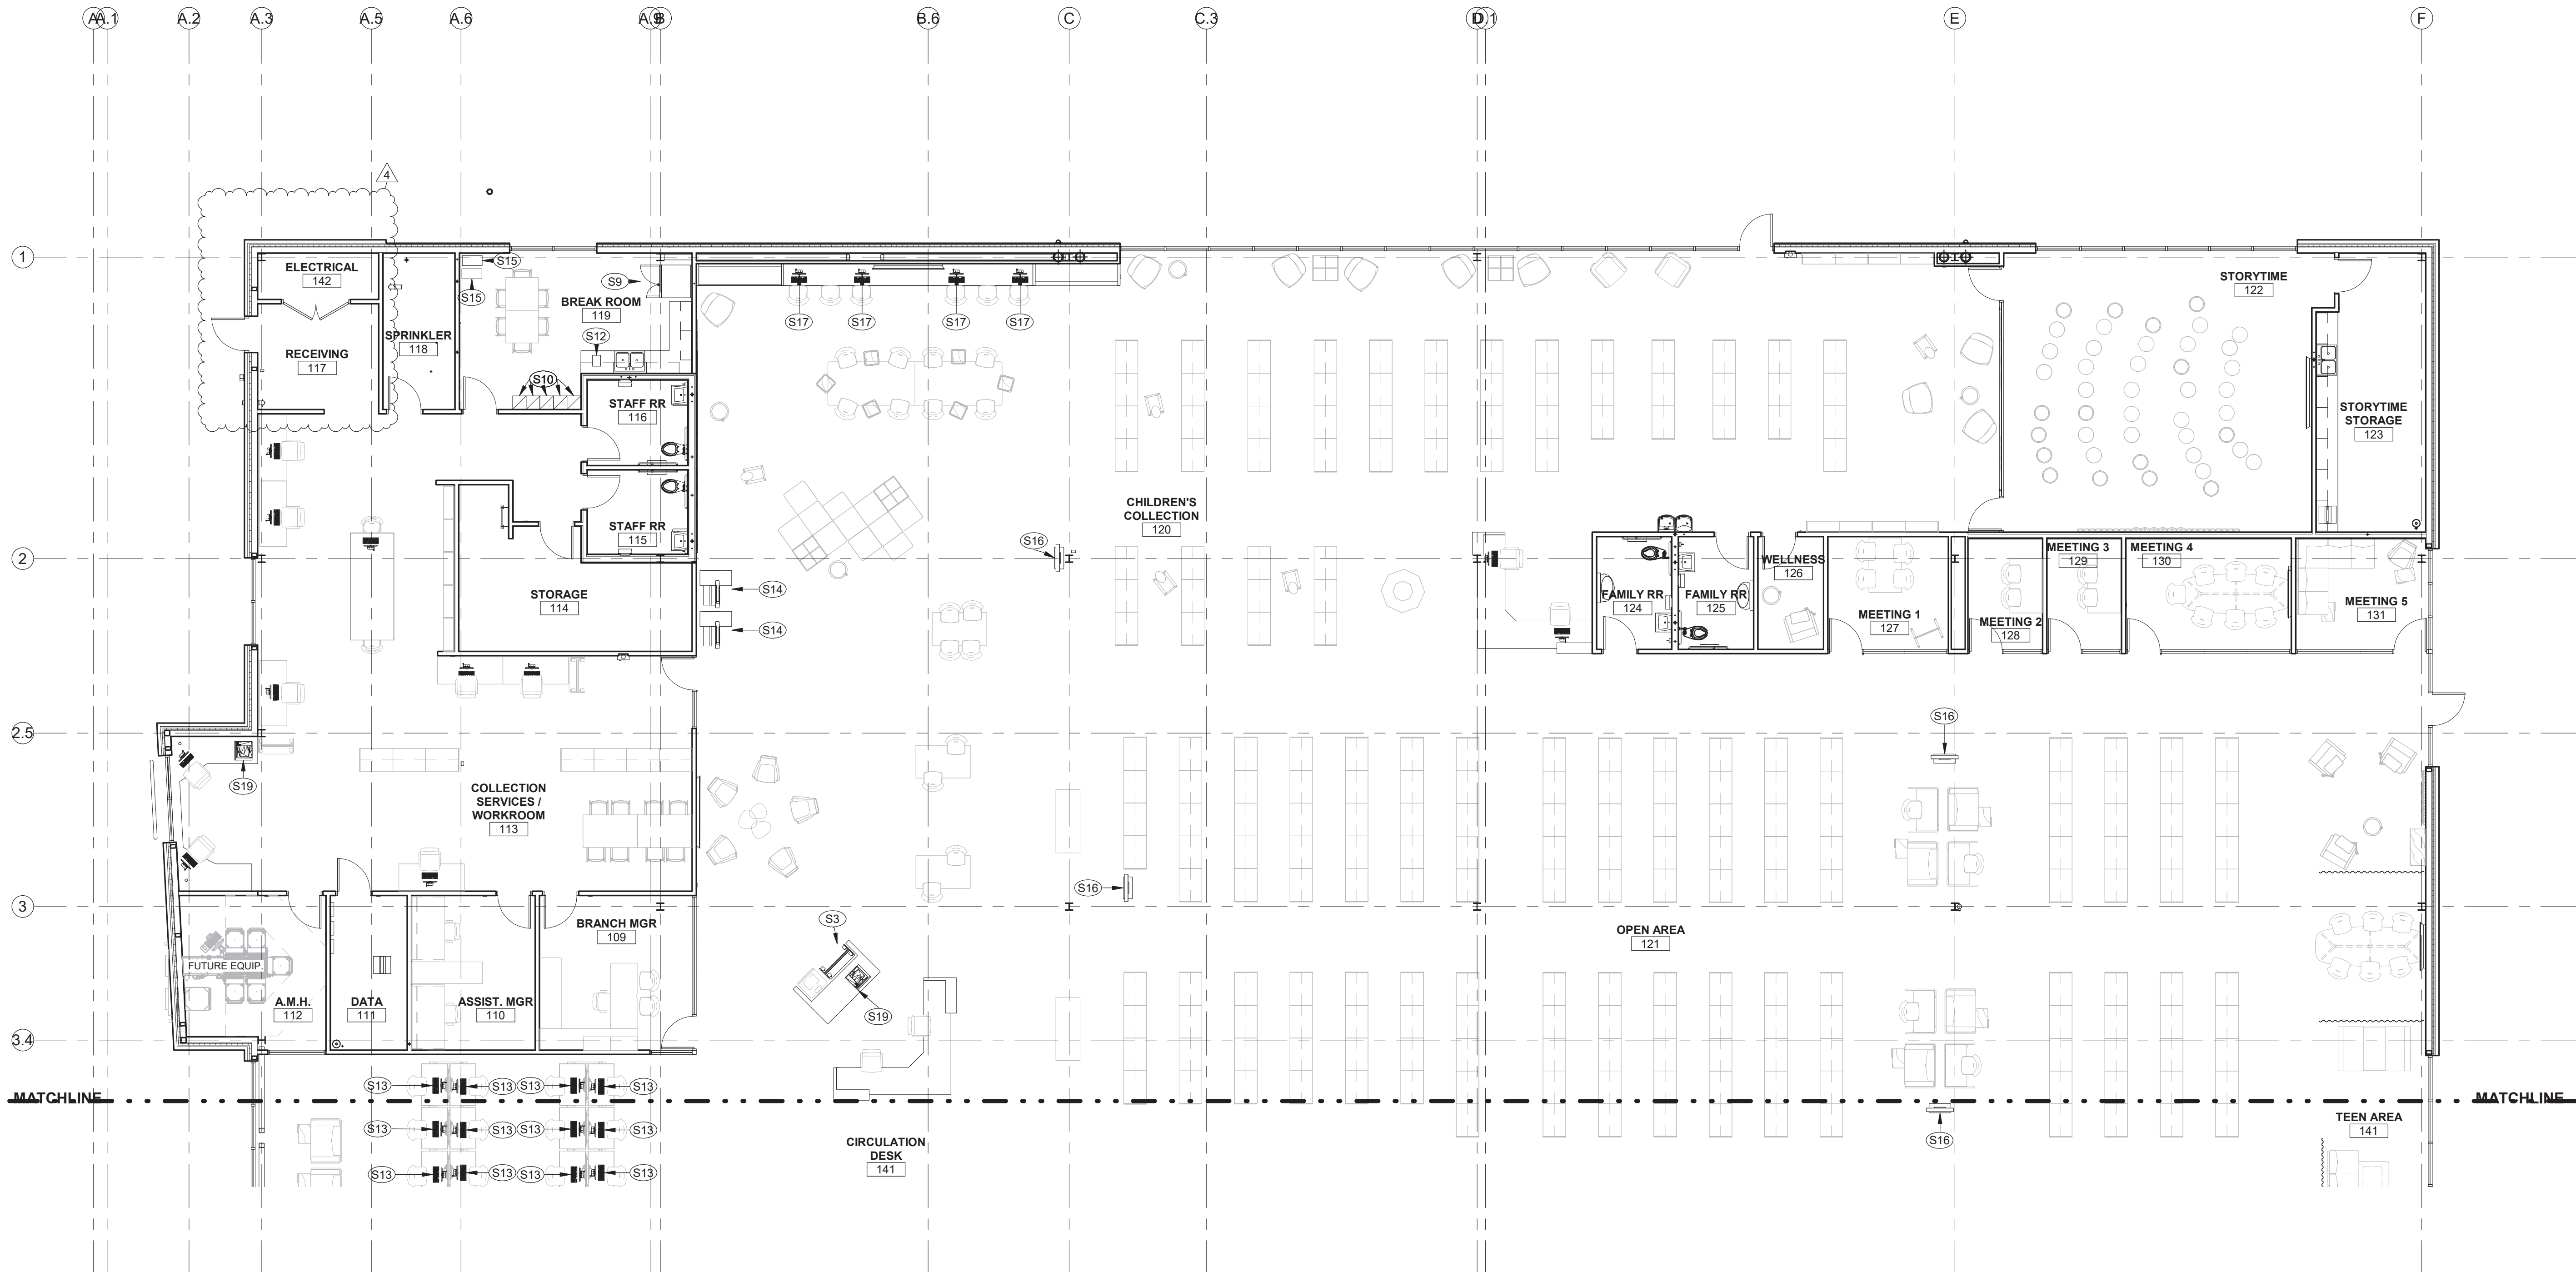 A
A.1
A.2
A.3
A.5
A.6
A.9
B
B.6
C
C.3
D
D.1
E
F
4
1
ELECTRICAL
142
S15
S15
S9
BREAK ROOM
119
S12
S17
S17
S17
S17
STORYTIME
122
SPRINKLER
118
RECEIVING
117
S10
STAFF RR
116
STORYTIME
STORAGE
123
CHILDREN'S
COLLECTION
120
STAFF RR
115
S16
2
MEETING 3
129
MEETING 4
130
WELLNESS
126
STORAGE
114
S14
S14
FAMILY RR
124
FAMILY RR
125
MEETING 1
127
MEETING 2
128
MEETING 5
131
2.5
S16
S19
COLLECTION
SERVICES /
WORKROOM
113
S16
3
S3
BRANCH MGR
109
OPEN AREA
121
FUTURE EQUIP.
A.M.H.
112
DATA
111
ASSIST. MGR
110
S19
3.4
S13
S13
S13
S13
MATCHLINE
MATCHLINE
S13
S13
S13
S13
S16
TEEN AREA
141
CIRCULATION
DESK
141
S13
S13
S13
S13